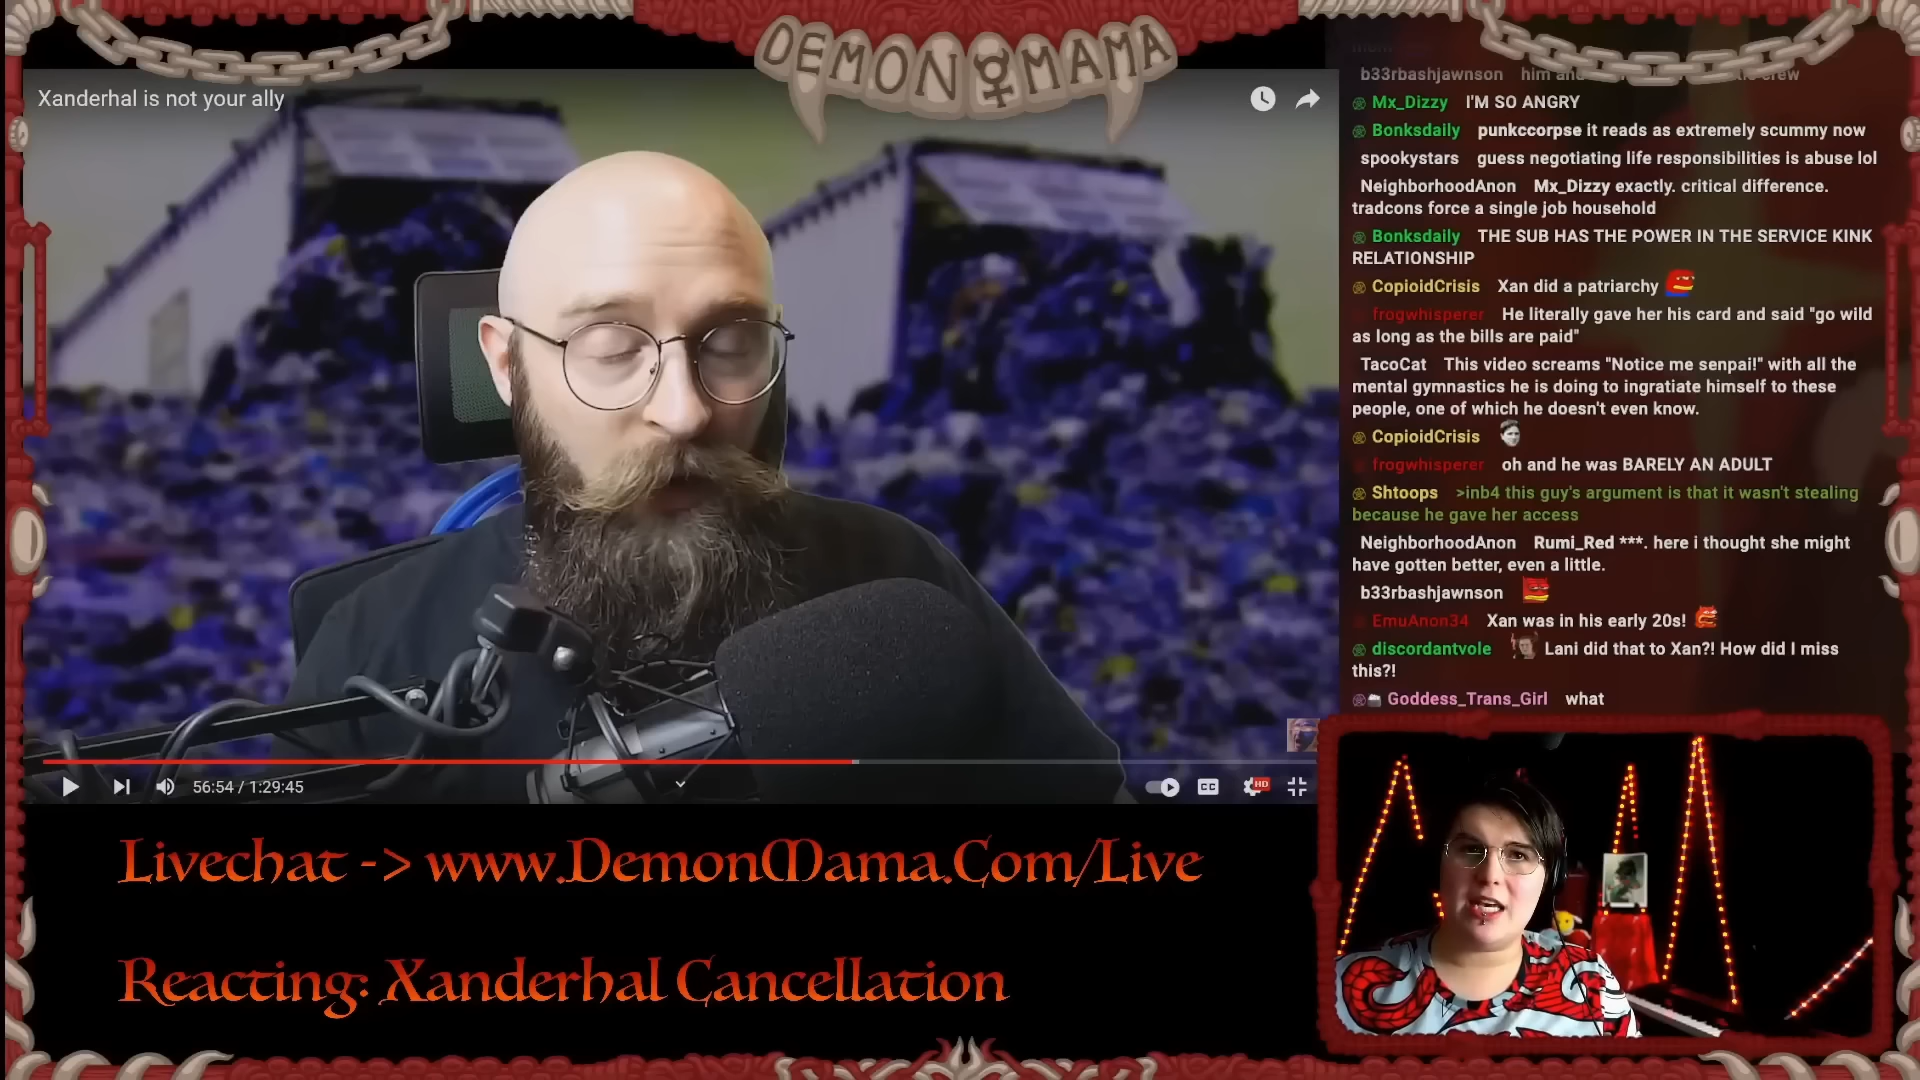 DEMON MAMA
Xanderhal is not your ally
b33rbashjawnson him and crew
Mx_Dizzy I'M SO ANGRY
Bonksdaily punkccorpse it reads as extremely scummy now
spookystars guess negotiating life responsibilities is abuse lol
NeighborhoodAnon Mx_Dizzy exactly. critical difference.
tradcons force a single job household
Bonksdaily THE SUB HAS THE POWER IN THE SERVICE KINK
RELATIONSHIP
CopioidCrisis Xan did a patriarchy
frogwhisperer He literally gave her his card and said "go wild
as long as the bills are paid"
TacoCat This video screams "Notice me senpai!" with all the
mental gymnastics he is doing to ingratiate himself to these
people, one of which he doesn't even know.
CopioidCrisis
frogwhisperer oh and he was BARELY AN ADULT
Shtoops >inb4 this guy's argument is that it wasn't stealing
because he gave her access
NeighborhoodAnon Rumi_Red ***. here i thought she might
have gotten better, even a little.
b33rbashjawnson
EmuAnon34 Xan was in his early 20s!
discordantvole Lani did that to Xan?! How did I miss
this?!
Goddess_Trans_Girl what
56:54 / 1:29:45
CC
HD
Livechat -> www.DemonMama.Com/Live
Reacting: Xanderhal Cancellation